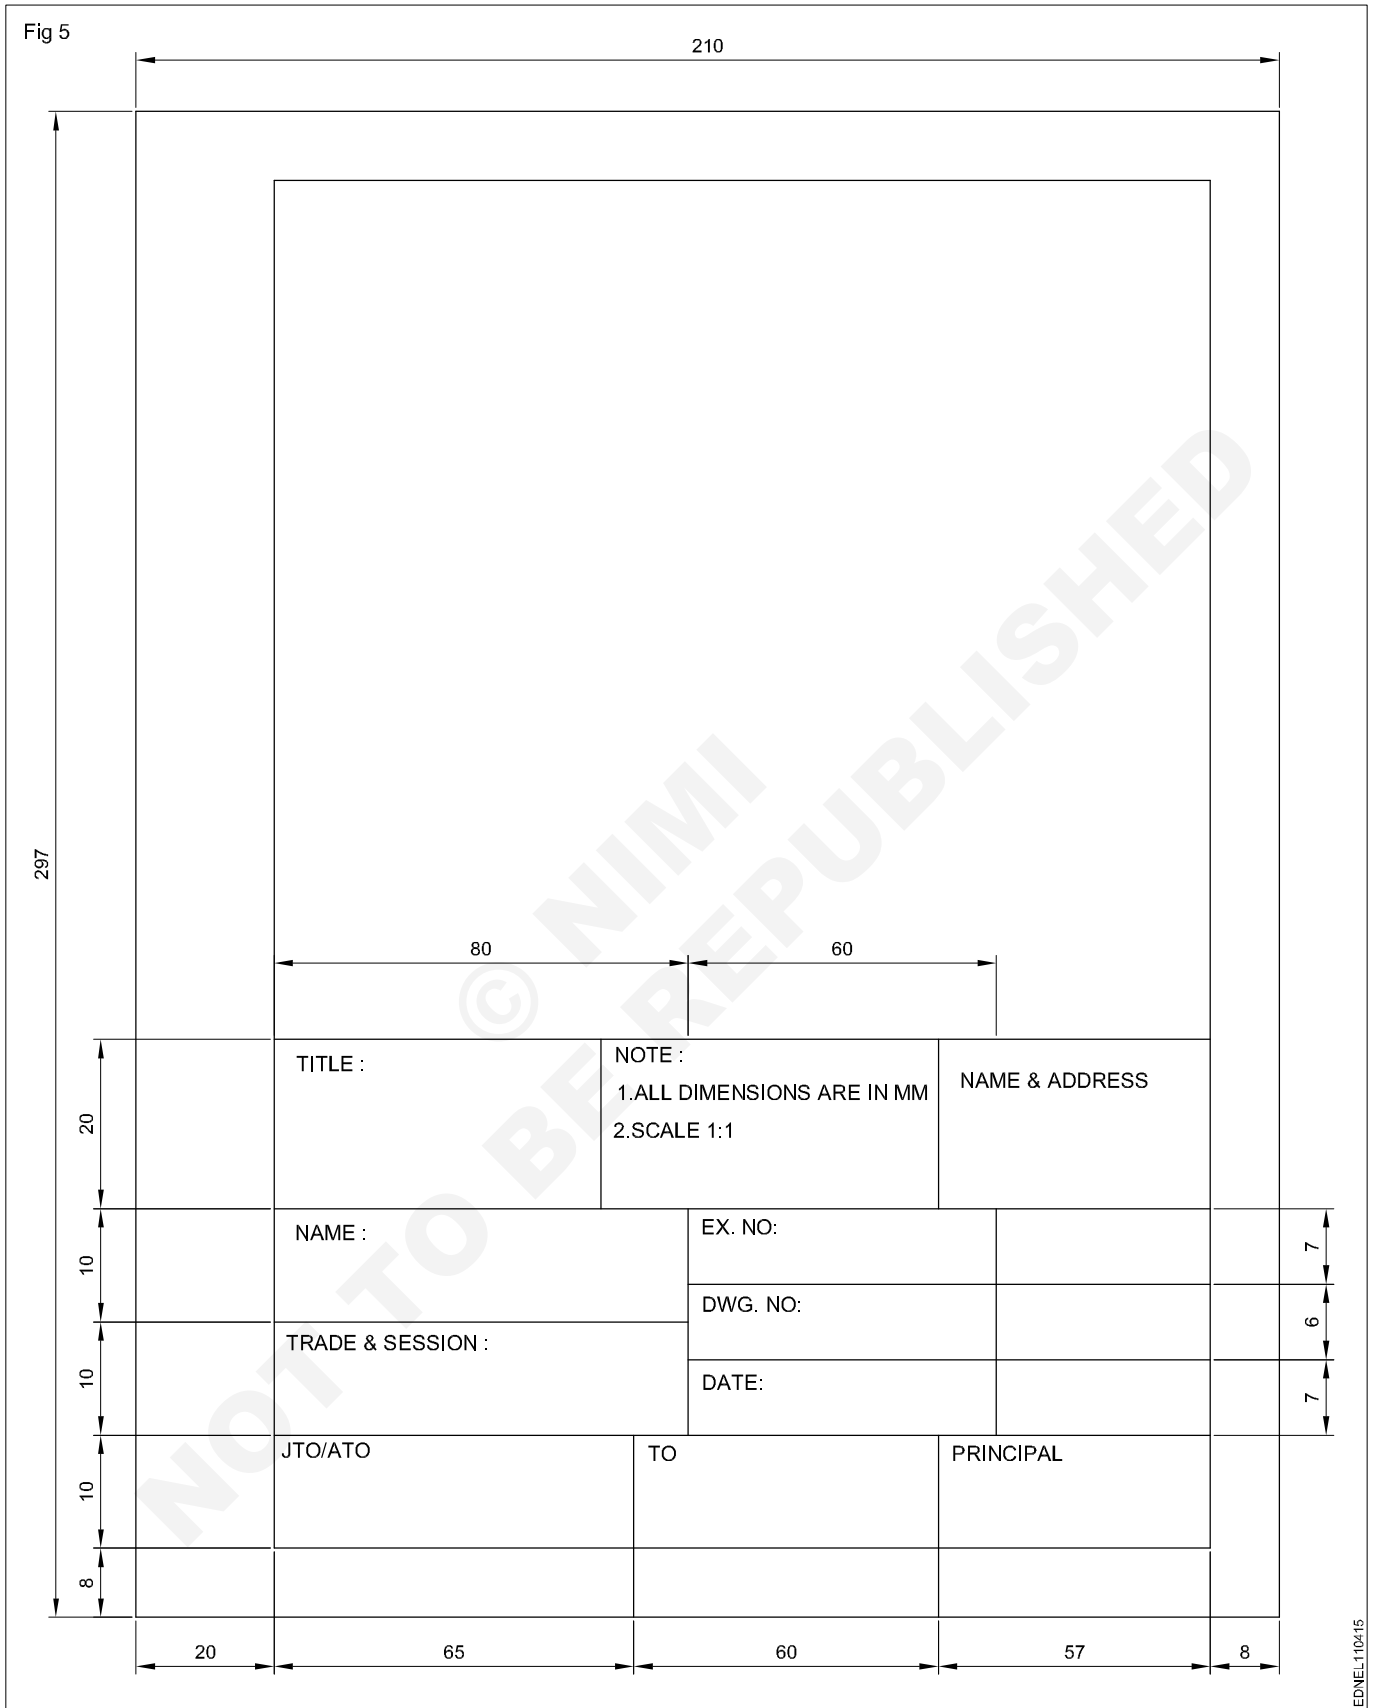 Fig 5
210
297
80
60
20
TITLE :
NOTE :
1.ALL DIMENSIONS ARE IN MM
2.SCALE 1:1
NAME & ADDRESS
10
NAME :
EX. NO:
7
DWG. NO:
6
10
TRADE & SESSION :
DATE:
7
10
JTO/ATO
TO
PRINCIPAL
8
20
65
60
57
8
EDNEL110415
© NIMI
NOT TO BE REPUBLISHED